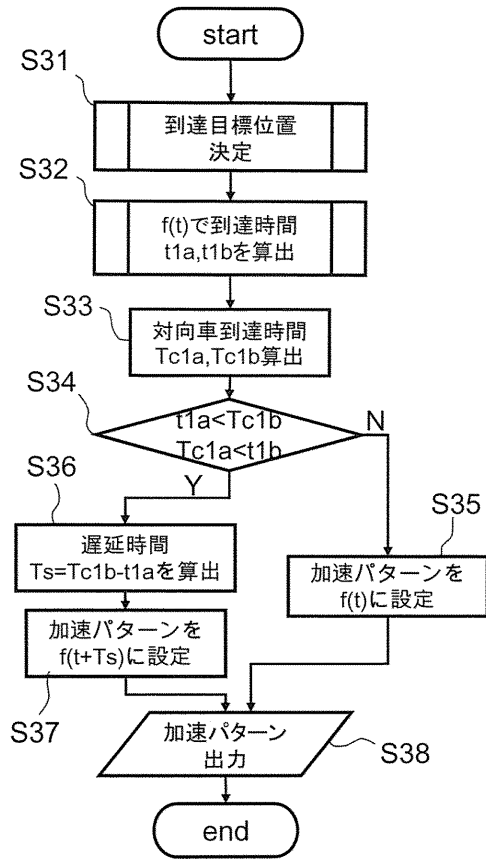 start
S31
到達目標位置
決定
S32
f(t)で到達時間
t1a,t1bを算出
S33
対向車到達時間
Tc1a,Tc1b算出
S34
t1a<Tc1b
Tc1a<t1b
N
Y
S36
遅延時間
Ts=Tc1b-t1aを算出
S35
加速パターンを
f(t)に設定
加速パターンを
f(t+Ts)に設定
S37
加速パターン
出力
S38
end